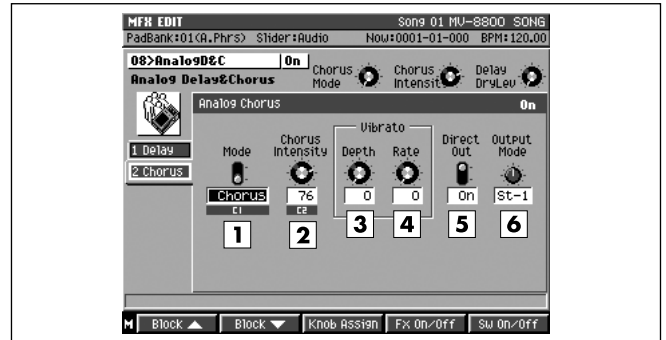 MFX EDIT Song 01 MV-8800 SONG
PadBank:01(A.Phrs) Slider:Audio Now:0001-01-000 BPM:120.00
08>Analo9D&C On
Analog Delay&Chorus
Chorus Mode
Chorus Intensit
Delay DryLev
Analog Chorus On
1 Delay
2 Chorus
Vibrato
Mode
Chorus Intensity
Depth
Rate
Direct Out
Output Mode
Chorus 76 0 0 On St-1
C1 C2
1 2 3 4 5 6
M Block ▲ Block ▼ Knob Assign Fx On/Off Sw On/Off